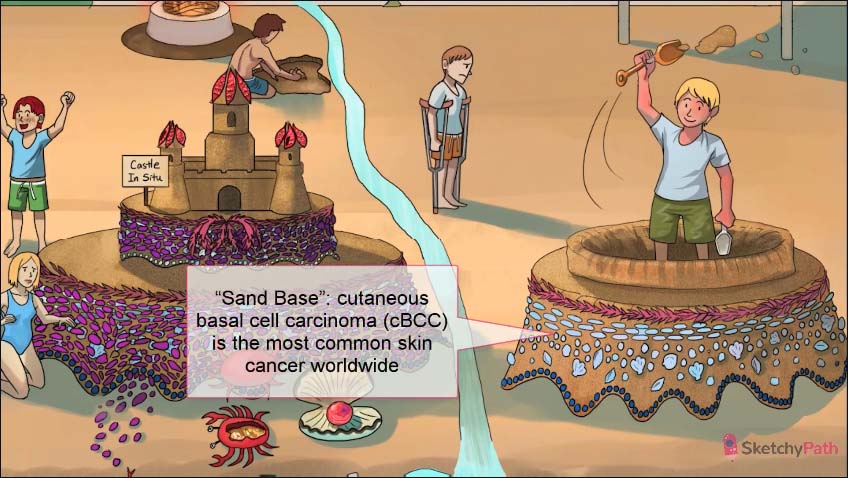 Castle
In Situ
“Sand Base”: cutaneous
basal cell carcinoma (cBCC)
is the most common skin
cancer worldwide
SketchyPath